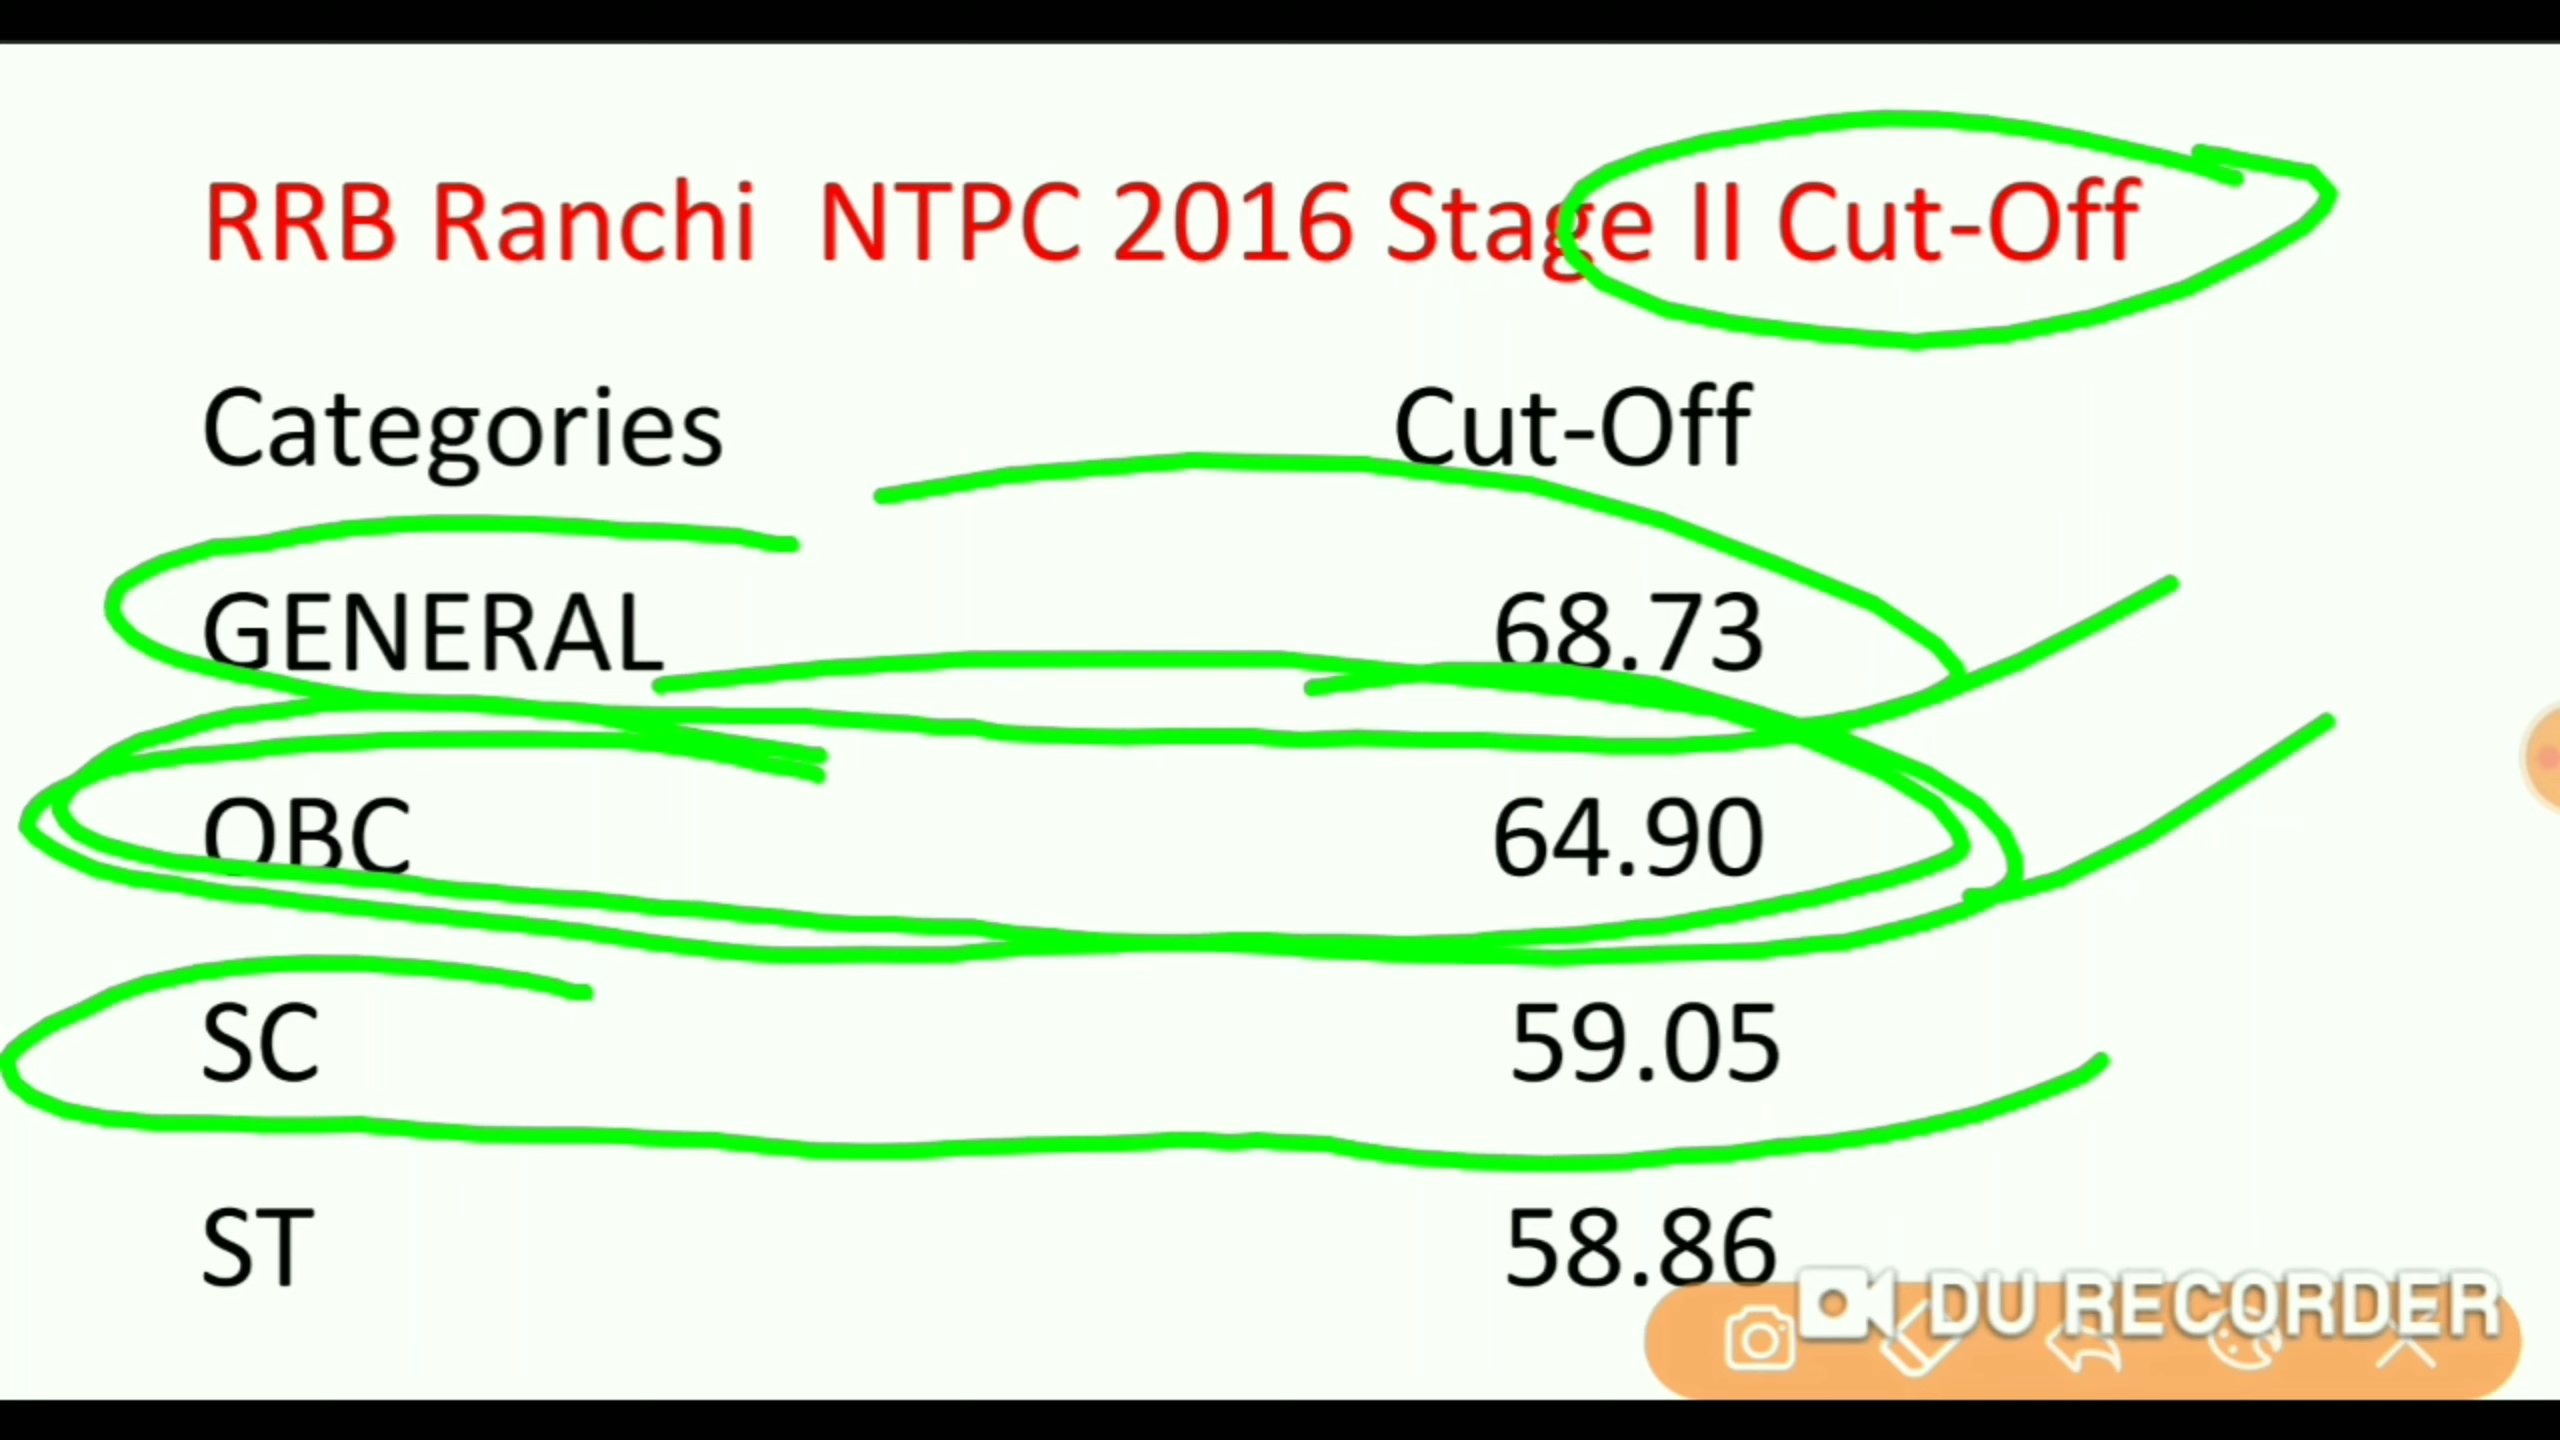 RRB Ranchi NTPC 2016 Stage II Cut-Off
Categories Cut-Off
GENERAL 68.73
OBC 64.90
SC 59.05
ST 58.86
DU RECORDER